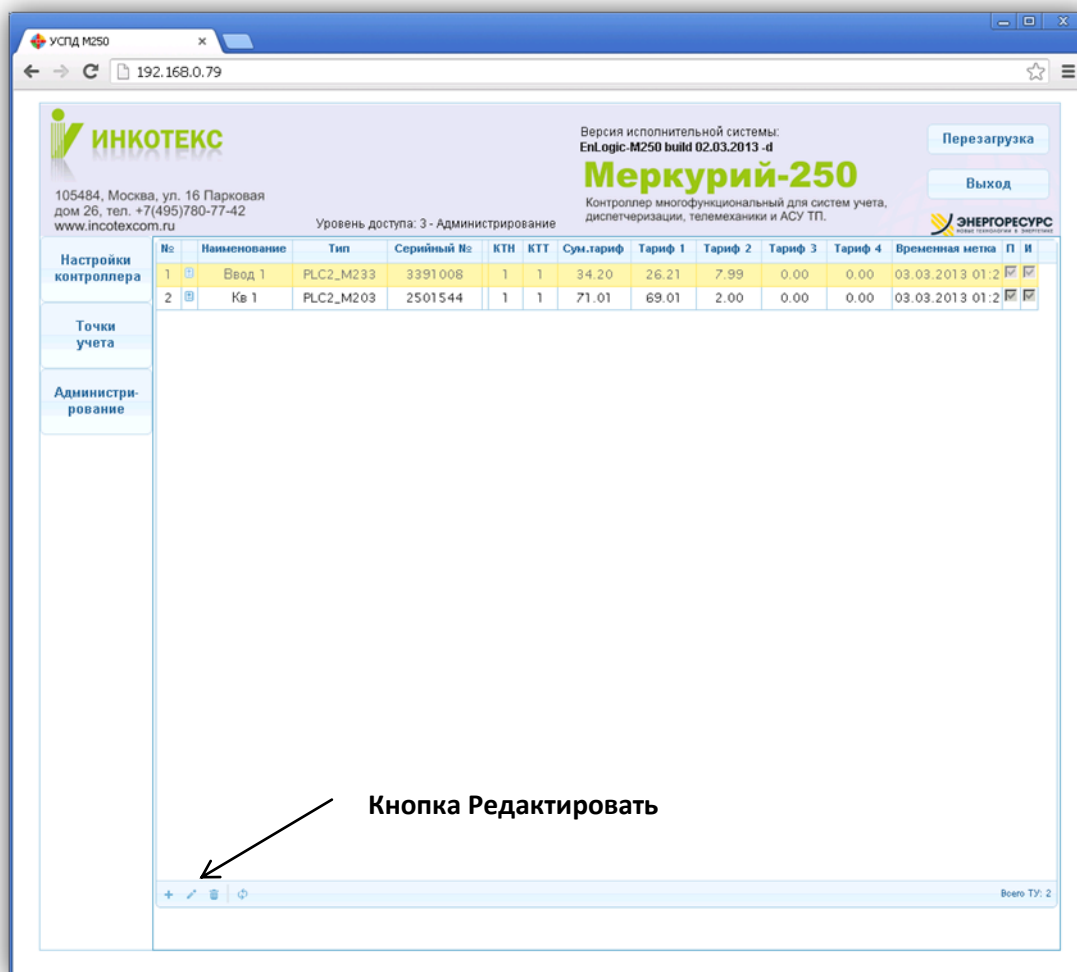 УСПД М250
192.168.0.79
ИНКОТЕКС
105484, Москва, ул. 16 Парковая
дом 26, тел. +7(495)780-77-42
www.incotexcom.ru
Уровень доступа: 3 - Администрирование
Версия исполнительной системы:
EnLogic-M250 build 02.03.2013 -d
Меркурий-250
Контроллер многофункциональный для систем учета,
диспетчеризации, телемеханики и АСУ ТП.
Перезагрузка
Выход
ЭНЕРГОРЕСУРС
НОВЫЕ ТЕХНОЛОГИИ В ЭНЕРГЕТИКЕ
Настройки
контроллера
Точки
учета
Администри-
рование
№ Наименование Тип Серийный № КТН КТТ Сум.тариф Тариф 1 Тариф 2 Тариф 3 Тариф 4 Временная метка П И
1 Ввод 1 PLC2_M233 3391008 1 1 34.20 26.21 7.99 0.00 0.00 03.03.2013 01:2
2 Кв 1 PLC2_M203 2501544 1 1 71.01 69.01 2.00 0.00 0.00 03.03.2013 01:2
Кнопка Редактировать
Всего ТУ: 2